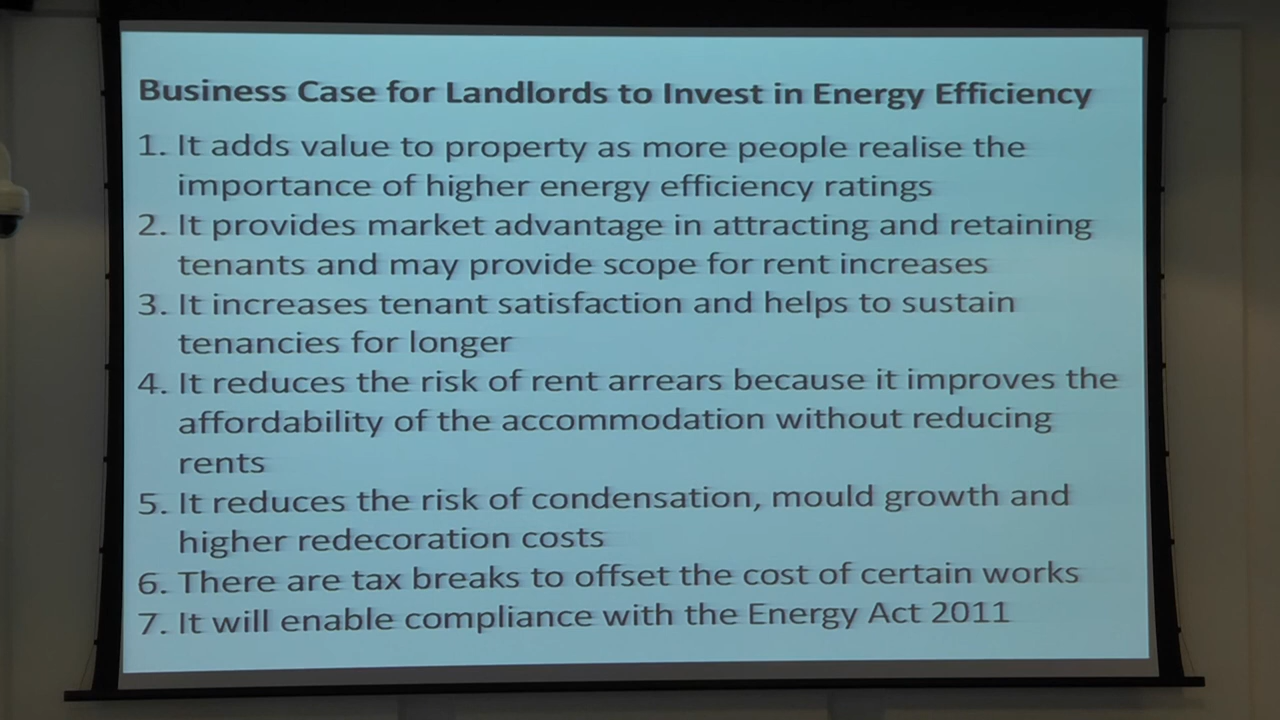 Business Case for Landlords to Invest in Energy Efficiency
1. It adds value to property as more people realise the
importance of higher energy efficiency ratings
2. It provides market advantage in attracting and retaining
tenants and may provide scope for rent increases
3. It increases tenant satisfaction and helps to sustain
tenancies for longer
4. It reduces the risk of rent arrears because it improves the
affordability of the accommodation without reducing
rents
5. It reduces the risk of condensation, mould growth and
higher redecoration costs
6. There are tax breaks to offset the cost of certain works
7. It will enable compliance with the Energy Act 2011